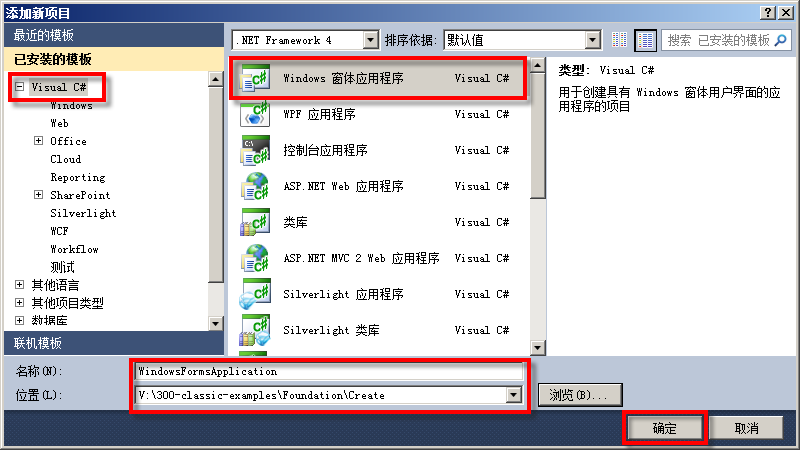 添加新项目
最近的模板
已安装的模板
Visual C#
Windows
Web
Office
Cloud
Reporting
SharePoint
Silverlight
WCF
Workflow
测试
其他语言
其他项目类型
数据库
联机模板
.NET Framework 4
排序依据:
默认值
搜索 已安装的模板
Windows 窗体应用程序 Visual C#
WPF 应用程序 Visual C#
控制台应用程序 Visual C#
ASP.NET Web 应用程序 Visual C#
类库 Visual C#
ASP.NET MVC 2 Web 应用程序 Visual C#
Silverlight 应用程序 Visual C#
Silverlight 类库 Visual C#
类型: Visual C#
用于创建具有 Windows 窗体用户界面的应
用程序的项目
名称(N): WindowsFormsApplication
位置(L): V:\300-classic-examples\Foundation\Create
浏览(B)...
确定
取消